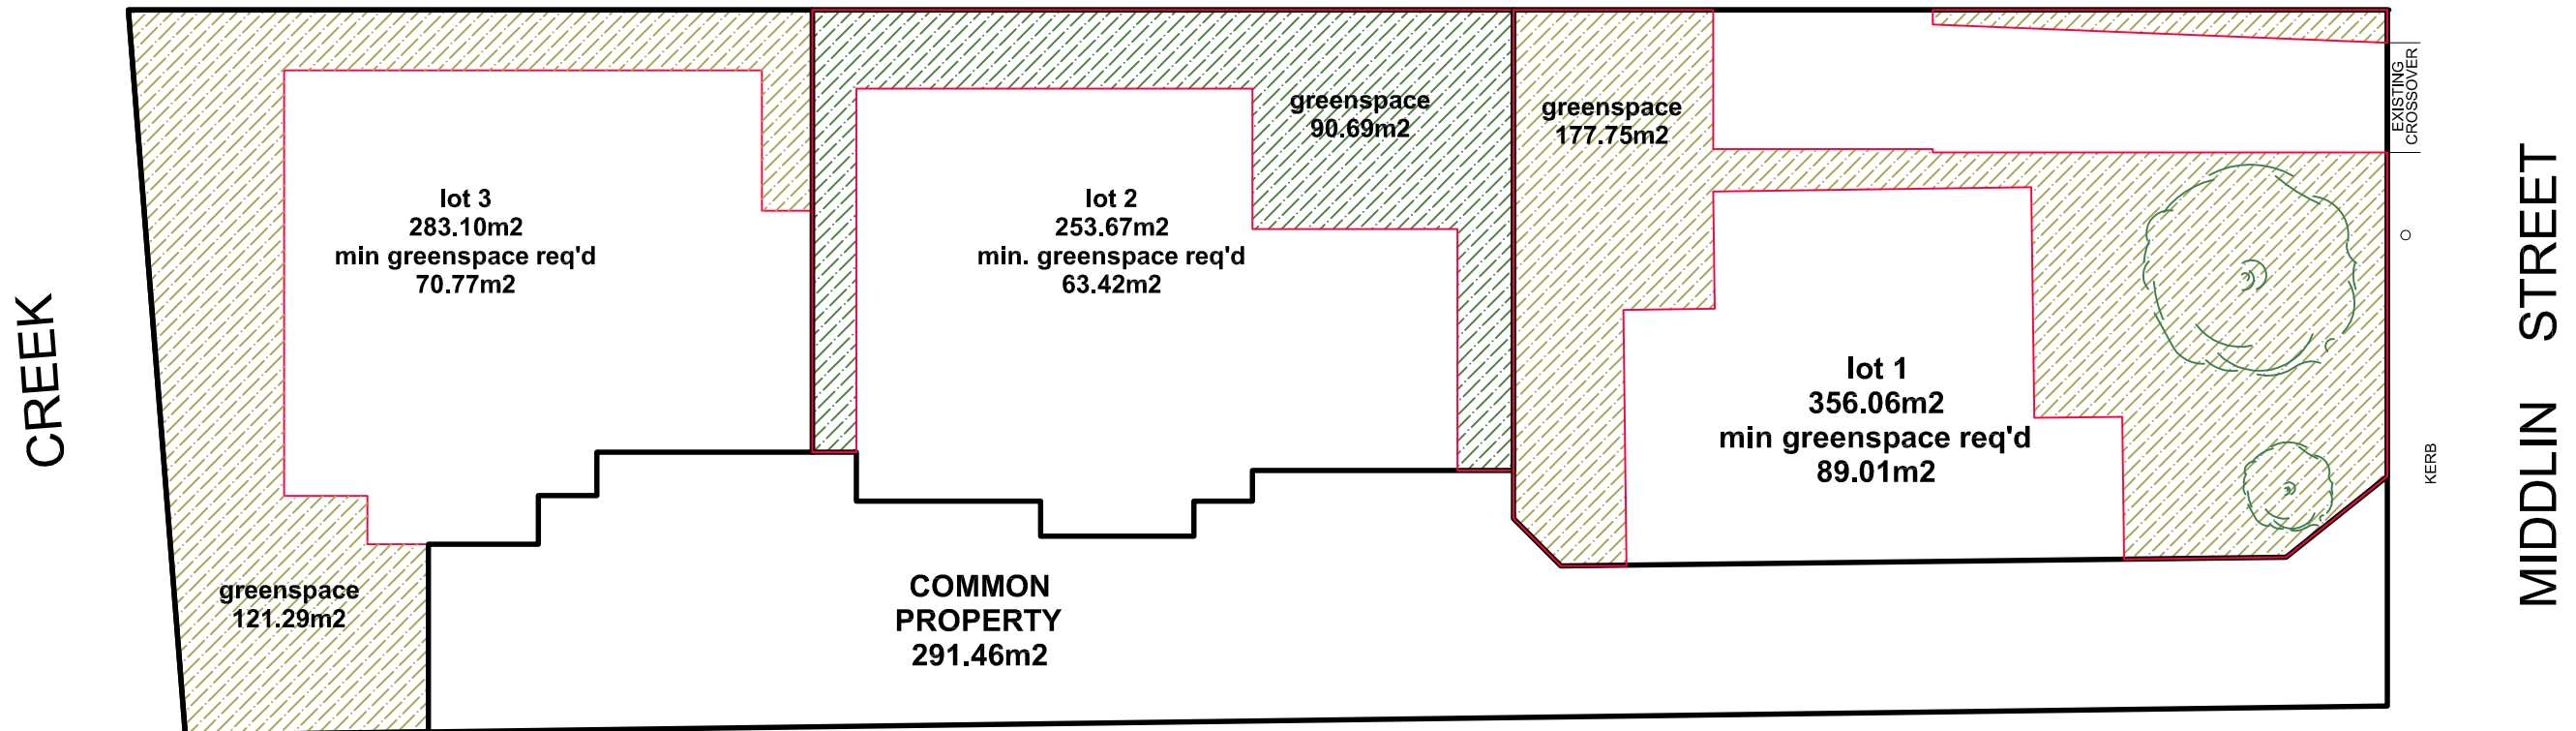 CREEK
lot 3
283.10m2
min greenspace req'd
70.77m2
greenspace
121.29m2
lot 2
253.67m2
min. greenspace req'd
63.42m2
greenspace
90.69m2
COMMON
PROPERTY
291.46m2
greenspace
177.75m2
lot 1
356.06m2
min greenspace req'd
89.01m2
EXISTING
CROSSOVER
KERB
MIDDLIN STREET